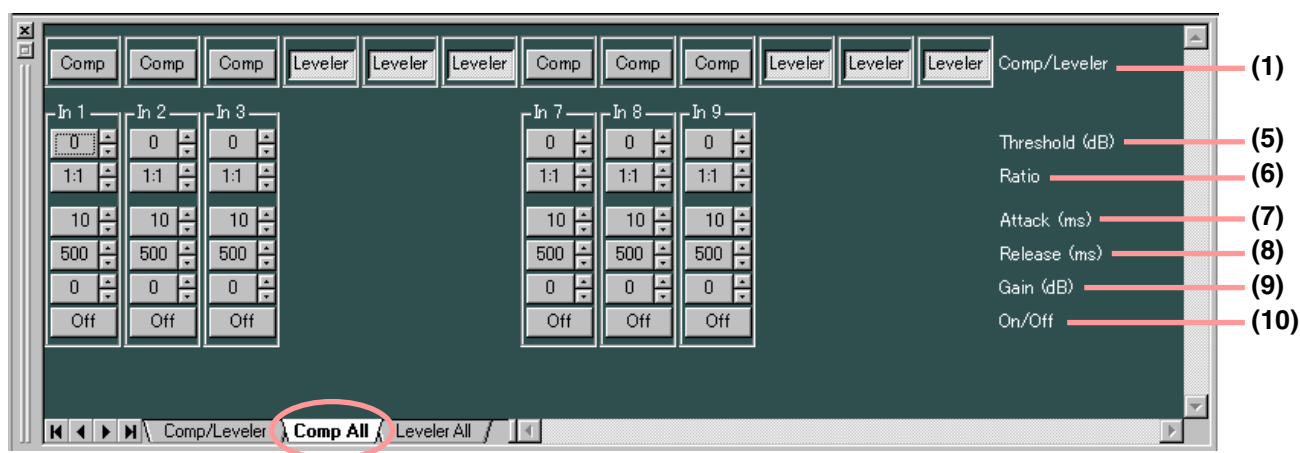 Comp Comp Comp Leveler Leveler Leveler Comp Comp Comp Leveler Leveler Leveler Comp/Leveler (1)
In 1 In 2 In 3 In 7 In 8 In 9
0 0 0 0 0 0 Threshold (dB) (5)
1:1 1:1 1:1 1:1 1:1 1:1 Ratio (6)
10 10 10 10 10 10 Attack (ms) (7)
500 500 500 500 500 500 Release (ms) (8)
0 0 0 0 0 0 Gain (dB) (9)
Off Off Off Off Off Off On/Off (10)
Comp/Leveler Comp All Leveler All